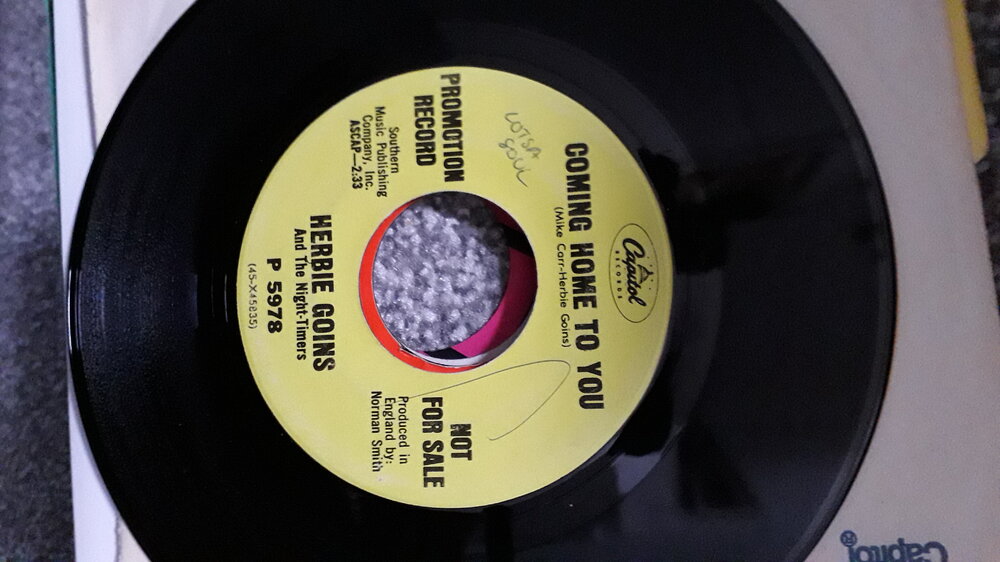 Capitol
RECORDS
COMING HOME TO YOU
(Mike Carr-Herbie Goins)
LOTSA
SOUL
PROMOTION
RECORD
NOT
FOR SALE
Southern
Music Publishing
Company, Inc.
ASCAP—2:33
Produced in
England by:
Norman Smith
HERBIE GOINS
And The Night-Timers
P 5978
(45-X45835)
Capitol®